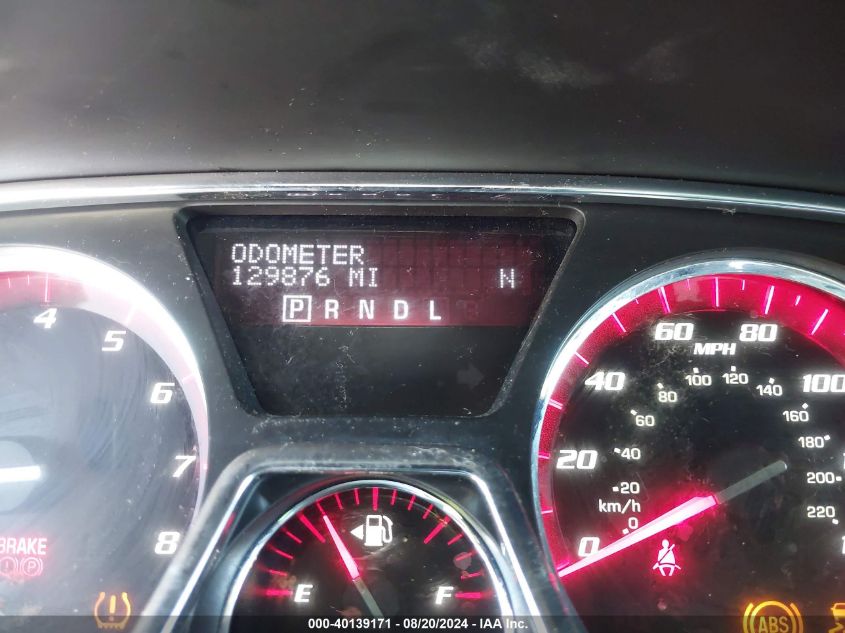 ODOMETER
129876 MI N
P R N D L
4
5
6
7
8
BRAKE
P
E F
MPH
0 20 40 60 80 100
km/h
0 20 40 60 80 100 120 140 160 180 200 220
ABS
000-40139171 - 08/20/2024 - IAA Inc.